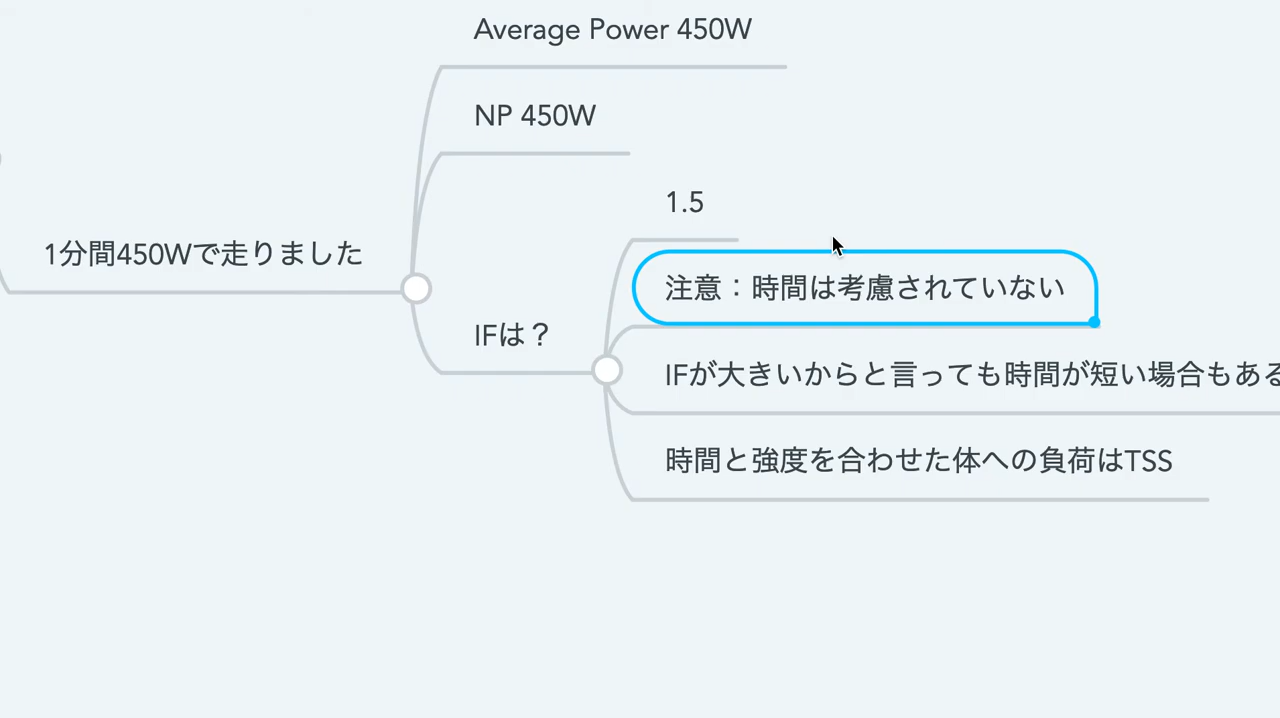 Average Power 450W
NP 450W
1.5
1分間450Wで走りました
注意：時間は考慮されていない
IFは？
IFが大きいからと言っても時間が短い場合もある
時間と強度を合わせた体への負荷はTSS